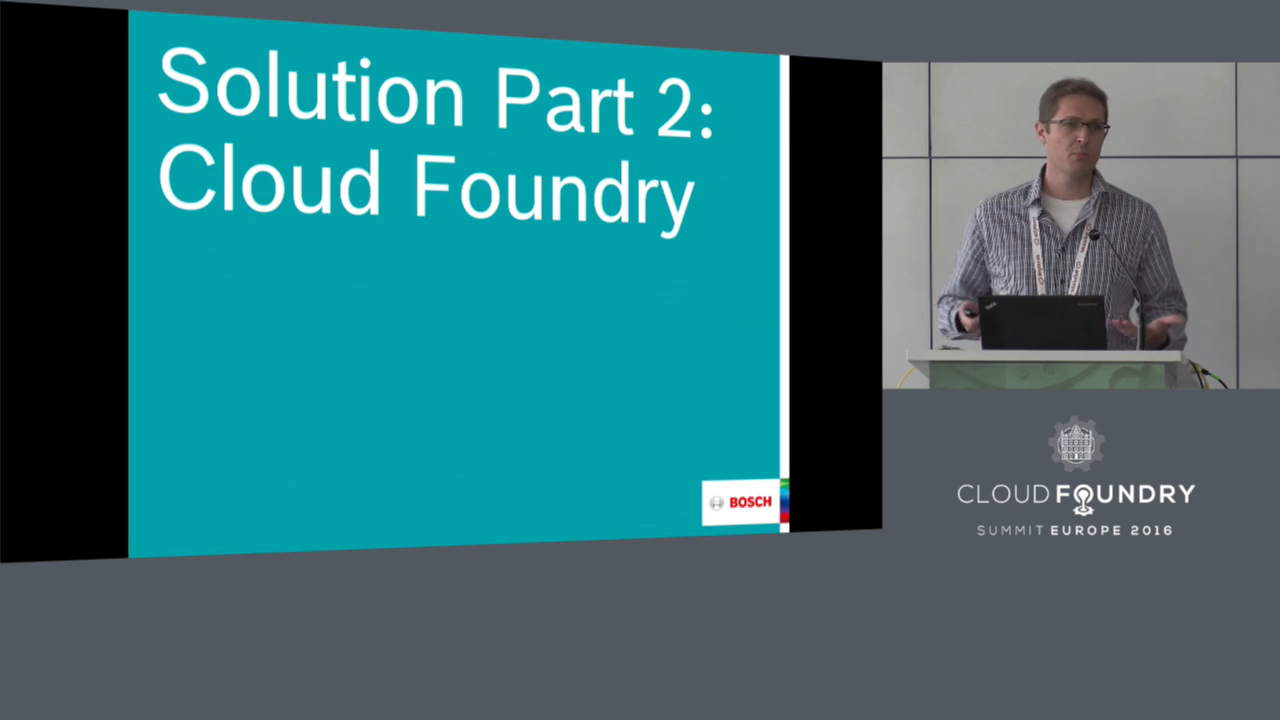 Solution Part 2:
Cloud Foundry
BOSCH
CLOUD FOUNDRY
SUMMIT EUROPE 2016